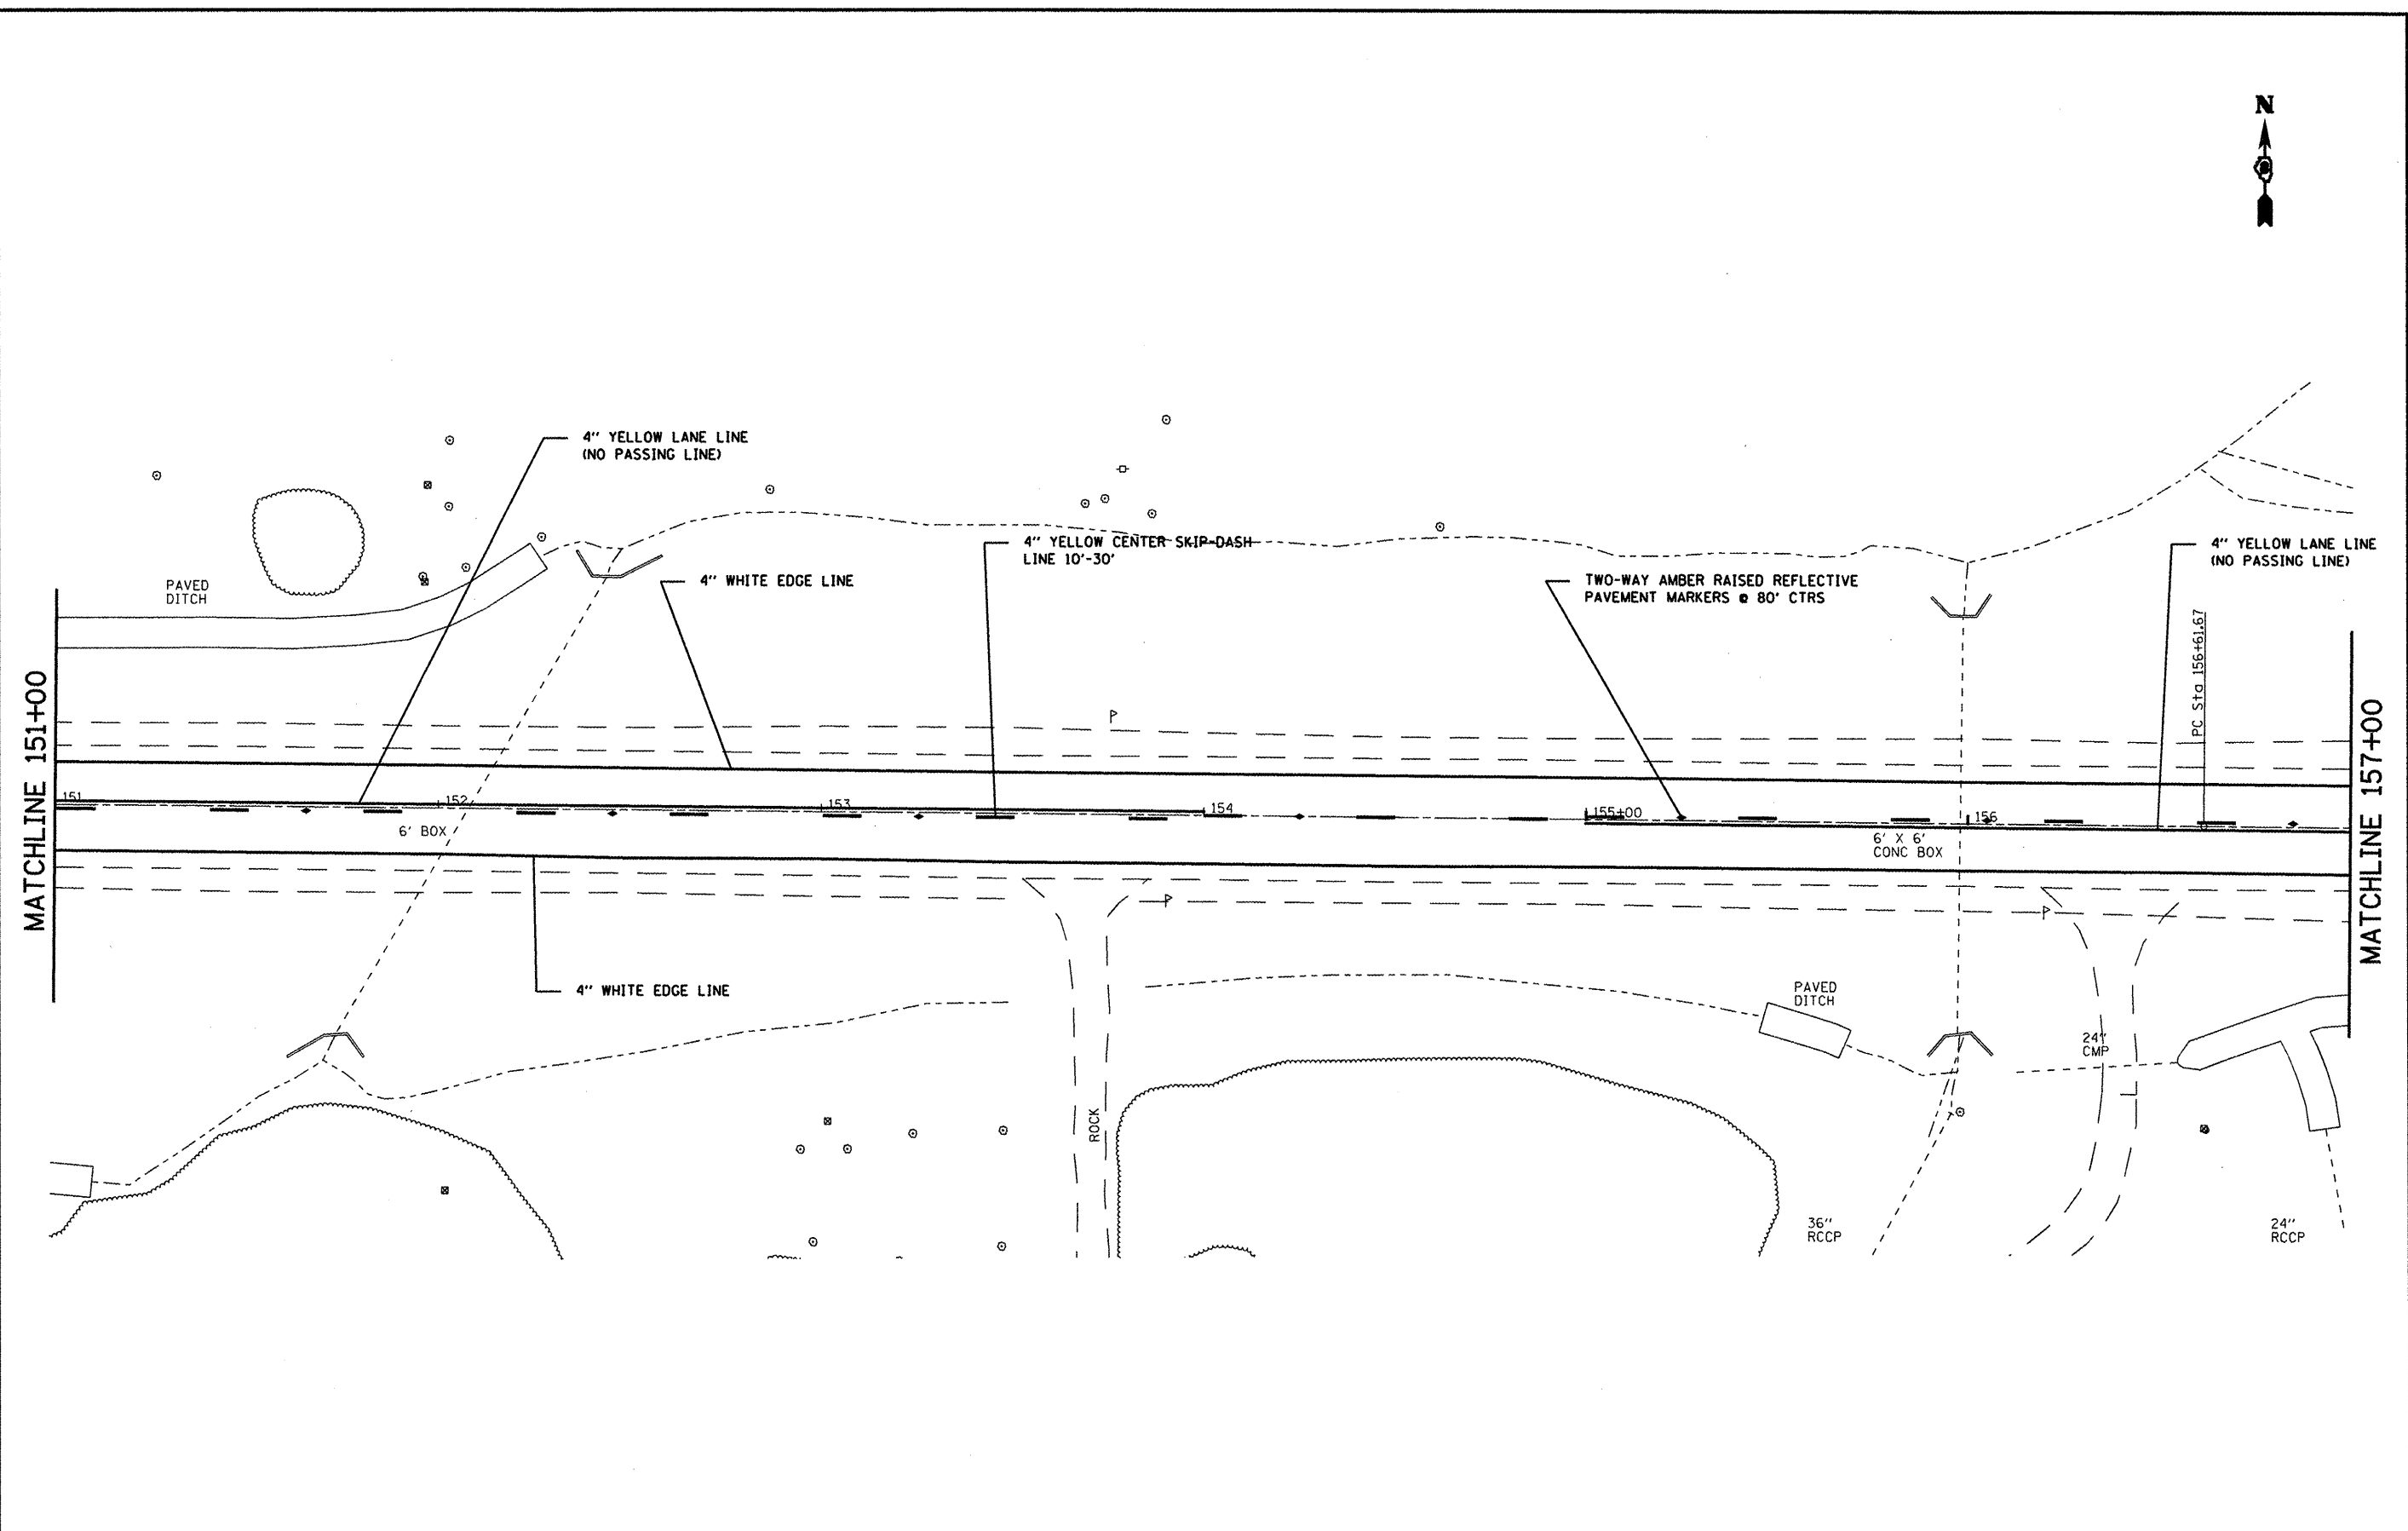 N
4" YELLOW LANE LINE
(NO PASSING LINE)
4" YELLOW CENTER SKIP-DASH
LINE 10'-30'
4" YELLOW LANE LINE
(NO PASSING LINE)
4" WHITE EDGE LINE
TWO-WAY AMBER RAISED REFLECTIVE
PAVEMENT MARKERS @ 80' CTRS
PAVED
DITCH
PC Sta 156+61.67
MATCHLINE 151+00
MATCHLINE 157+00
P
151
152
153
154
155+00
156
6' BOX
6' X 6'
CONC BOX
P
P
4" WHITE EDGE LINE
PAVED
DITCH
24"
CMP
ROCK
36"
RCCP
24"
RCCP